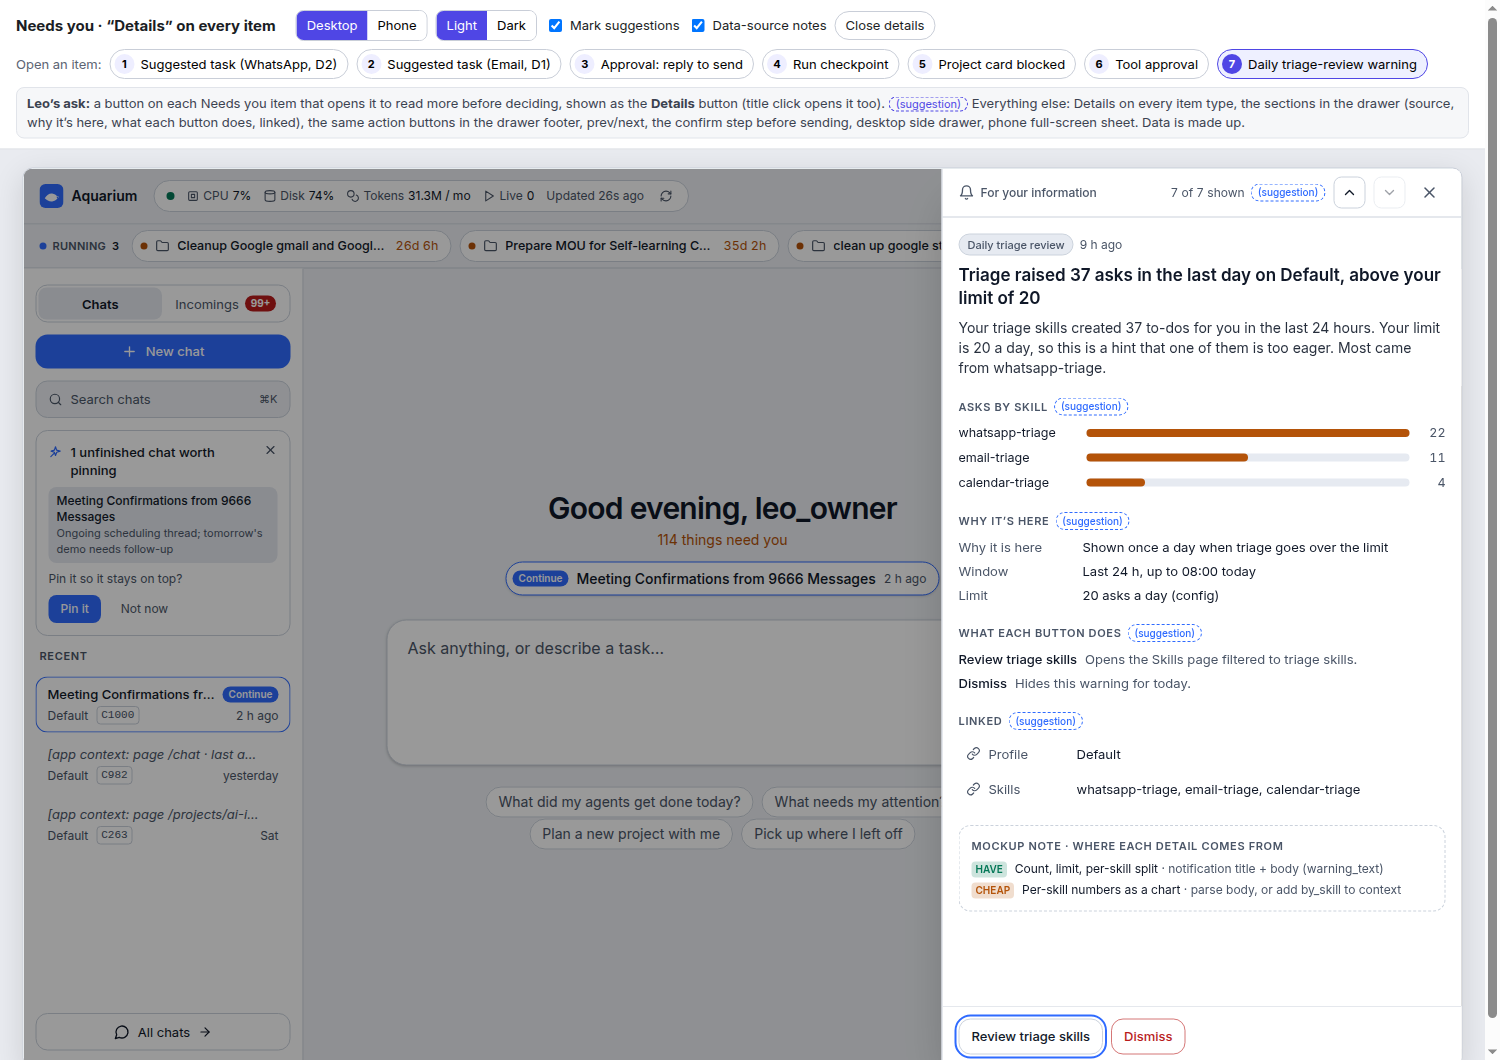 Needs you · “Details” on every item
Desktop Phone Light Dark Mark suggestions Data-source notes Close details
Open an item: 1 Suggested task (WhatsApp, D2) 2 Suggested task (Email, D1) 3 Approval: reply to send 4 Run checkpoint 5 Project card blocked 6 Tool approval 7 Daily triage-review warning
Leo’s ask: a button on each Needs you item that opens it to read more before deciding, shown as the Details button (title click opens it too). (suggestion) Everything else: Details on every item type, the sections in the drawer (source,
why it’s here, what each button does, linked), the same action buttons in the drawer footer, prev/next, the confirm step before sending, desktop side drawer, phone full-screen sheet. Data is made up.
Aquarium CPU 7% Disk 74% Tokens 31.3M / mo Live 0 Updated 26s ago
RUNNING 3 Cleanup Google gmail and Googl... 26d 6h Prepare MOU for Self-learning C... 35d 2h clean up google st
Chats Incomings 99+
New chat
Search chats ⌘K
1 unfinished chat worth
pinning
Meeting Confirmations from 9666
Messages
Ongoing scheduling thread; tomorrow's
demo needs follow-up
Pin it so it stays on top?
Pin it Not now
RECENT
Meeting Confirmations fr... Continue
Default C1000 2 h ago
[app context: page /chat · last a...
Default C982 yesterday
[app context: page /projects/ai-i...
Default C263 Sat
All chats
Good evening, leo_owner
114 things need you
Continue Meeting Confirmations from 9666 Messages 2 h ago
Ask anything, or describe a task...
What did my agents get done today? What needs my attention?
Plan a new project with me Pick up where I left off
For your information 7 of 7 shown (suggestion)
Daily triage review 9 h ago
Triage raised 37 asks in the last day on Default, above your
limit of 20
Your triage skills created 37 to-dos for you in the last 24 hours. Your limit
is 20 a day, so this is a hint that one of them is too eager. Most came
from whatsapp-triage.
ASKS BY SKILL (suggestion)
whatsapp-triage 22
email-triage 11
calendar-triage 4
WHY IT’S HERE (suggestion)
Why it is here Shown once a day when triage goes over the limit
Window Last 24 h, up to 08:00 today
Limit 20 asks a day (config)
WHAT EACH BUTTON DOES (suggestion)
Review triage skills Opens the Skills page filtered to triage skills.
Dismiss Hides this warning for today.
LINKED (suggestion)
Profile Default
Skills whatsapp-triage, email-triage, calendar-triage
MOCKUP NOTE · WHERE EACH DETAIL COMES FROM
HAVE Count, limit, per-skill split · notification title + body (warning_text)
CHEAP Per-skill numbers as a chart · parse body, or add by_skill to context
Review triage skills Dismiss